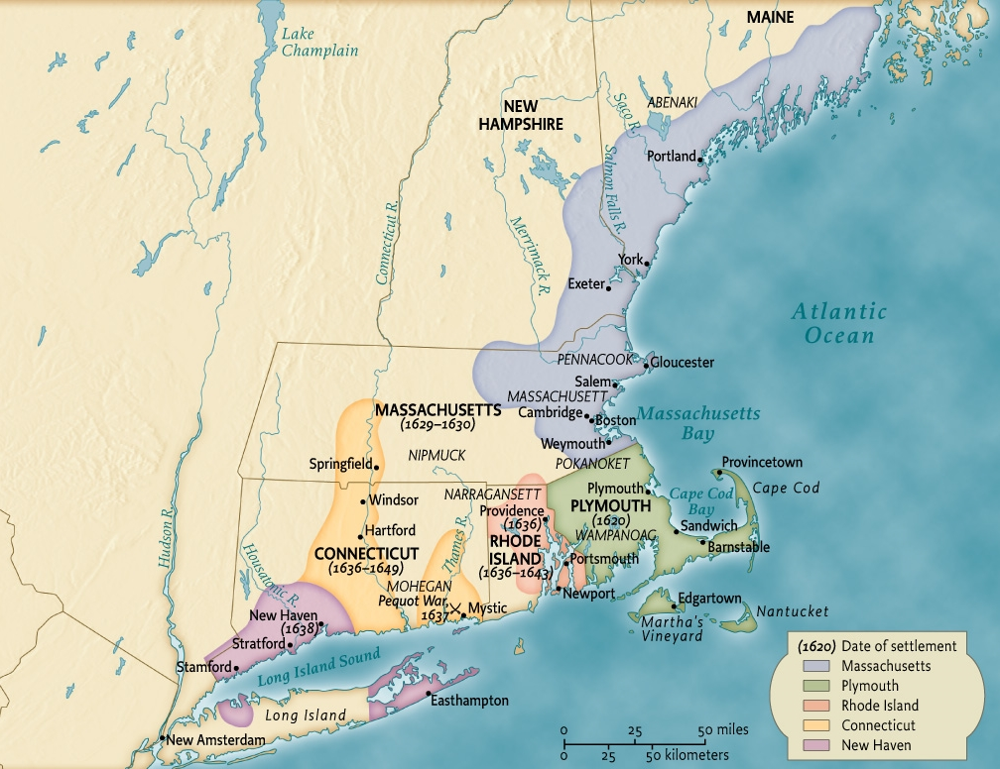 MAINE
Lake
Champlain
NEW
HAMPSHIRE
ABENAKI
Saco R.
Portland
Salmon Falls R.
Connecticut R.
Merrimack R.
York
Exeter
Atlantic
Ocean
PENNACOOK
Gloucester
Salem
MASSACHUSETT
MASSACHUSETTS
(1629–1630)
Cambridge
Boston
Massachusetts
Bay
Weymouth
NIPMUCK
POKANOKET
Springfield
Provincetown
Cape Cod
NARRAGANSETT
Plymouth
Cape Cod
Bay
Windsor
Providence
(1636)
PLYMOUTH
(1620)
Hudson R.
Hartford
Thames R.
WAMPANOAG
Sandwich
Barnstable
CONNECTICUT
(1636–1649)
RHODE
ISLAND
(1636–1643)
Portsmouth
Housatonic R.
MOHEGAN
Pequot War
1637
Mystic
Newport
Edgartown
Nantucket
Martha's
Vineyard
New Haven
(1638)
Stratford
Stamford
Long Island Sound
Long Island
Easthampton
New Amsterdam
(1620) Date of settlement
Massachusetts
Plymouth
Rhode Island
Connecticut
New Haven
0 25 50 miles
0 25 50 kilometers